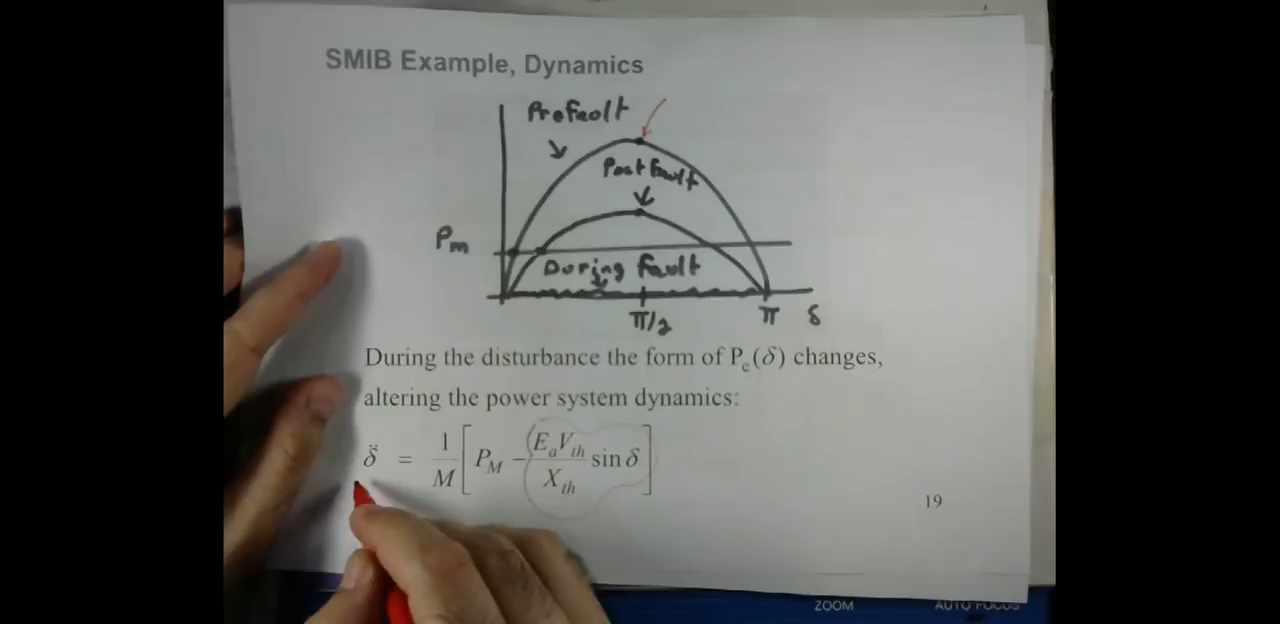 SMIB Example, Dynamics
Prefault
Post fault
Pm
During fault
π/2
π
δ
During the disturbance the form of Pe(δ) changes,
altering the power system dynamics:
δ̈ = 1/M [ PM − (EaVth/Xth sin δ ]
19
ZOOM
AUTO FOCUS